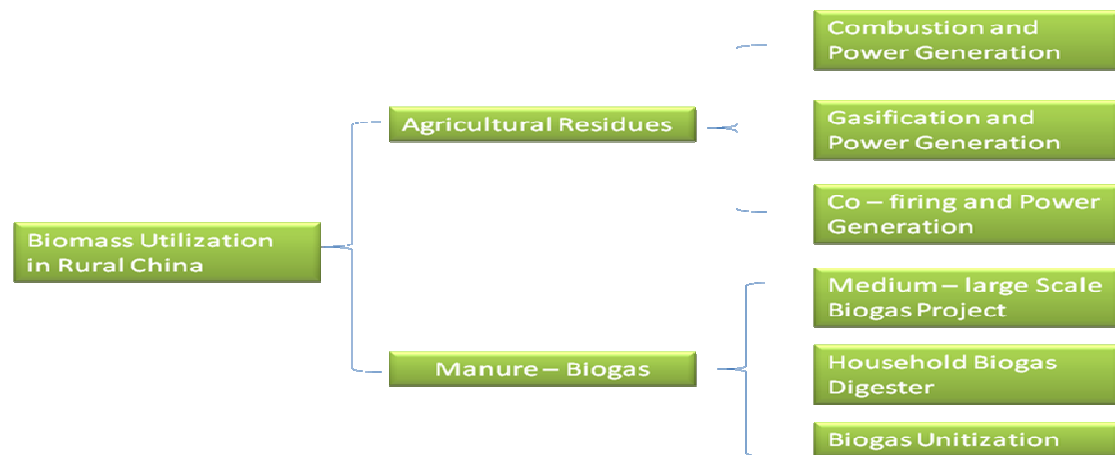 Combustion and
Power Generation
Agricultural Residues
Gasification and
Power Generation
Co – firing and Power
Generation
Biomass Utilization
in Rural China
Medium – large Scale
Biogas Project
Manure – Biogas
Household Biogas
Digester
Biogas Unitization